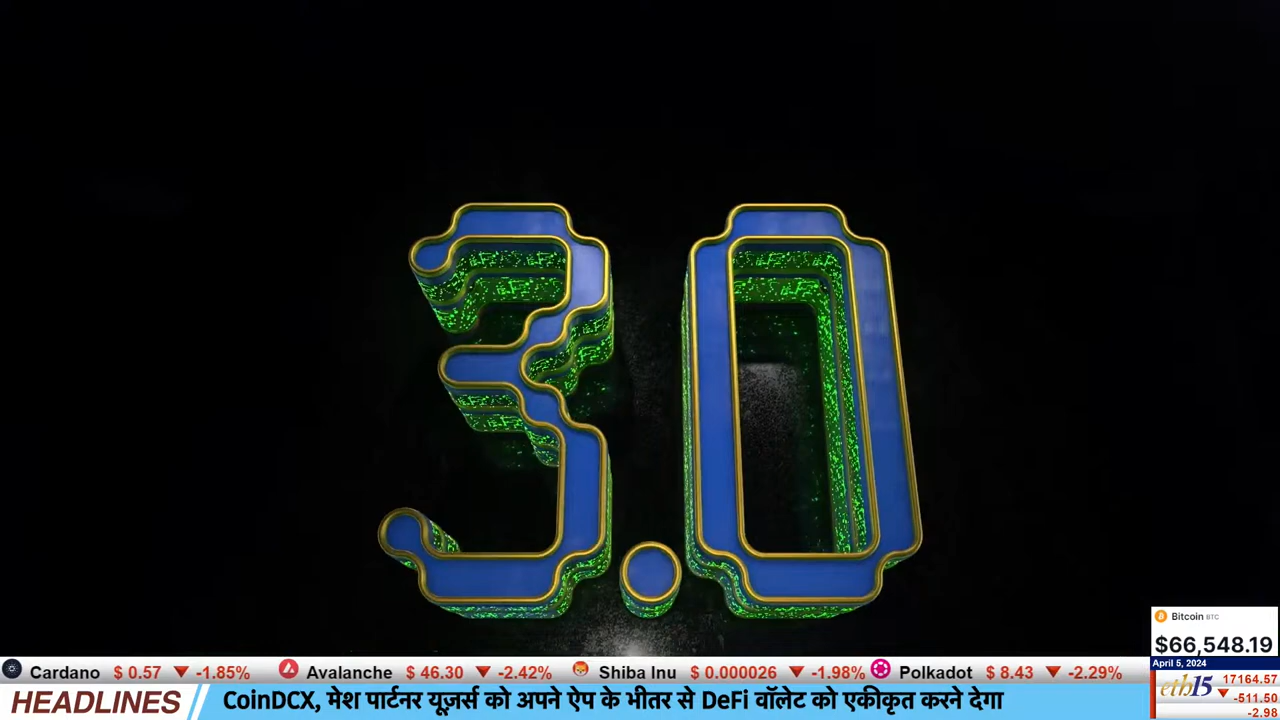 3.0
Bitcoin BTC
$66,548.19
April 5, 2024
eth15
17164.57
-511.50
-2.98
Cardano $ 0.57 -1.85% Avalanche $ 46.30 -2.42% Shiba Inu $ 0.000026 -1.98% Polkadot $ 8.43 -2.29%
HEADLINES CoinDCX, मेश पार्टनर यूज़र्स को अपने ऐप के भीतर से DeFi वॉलेट को एकीकृत करने देगा